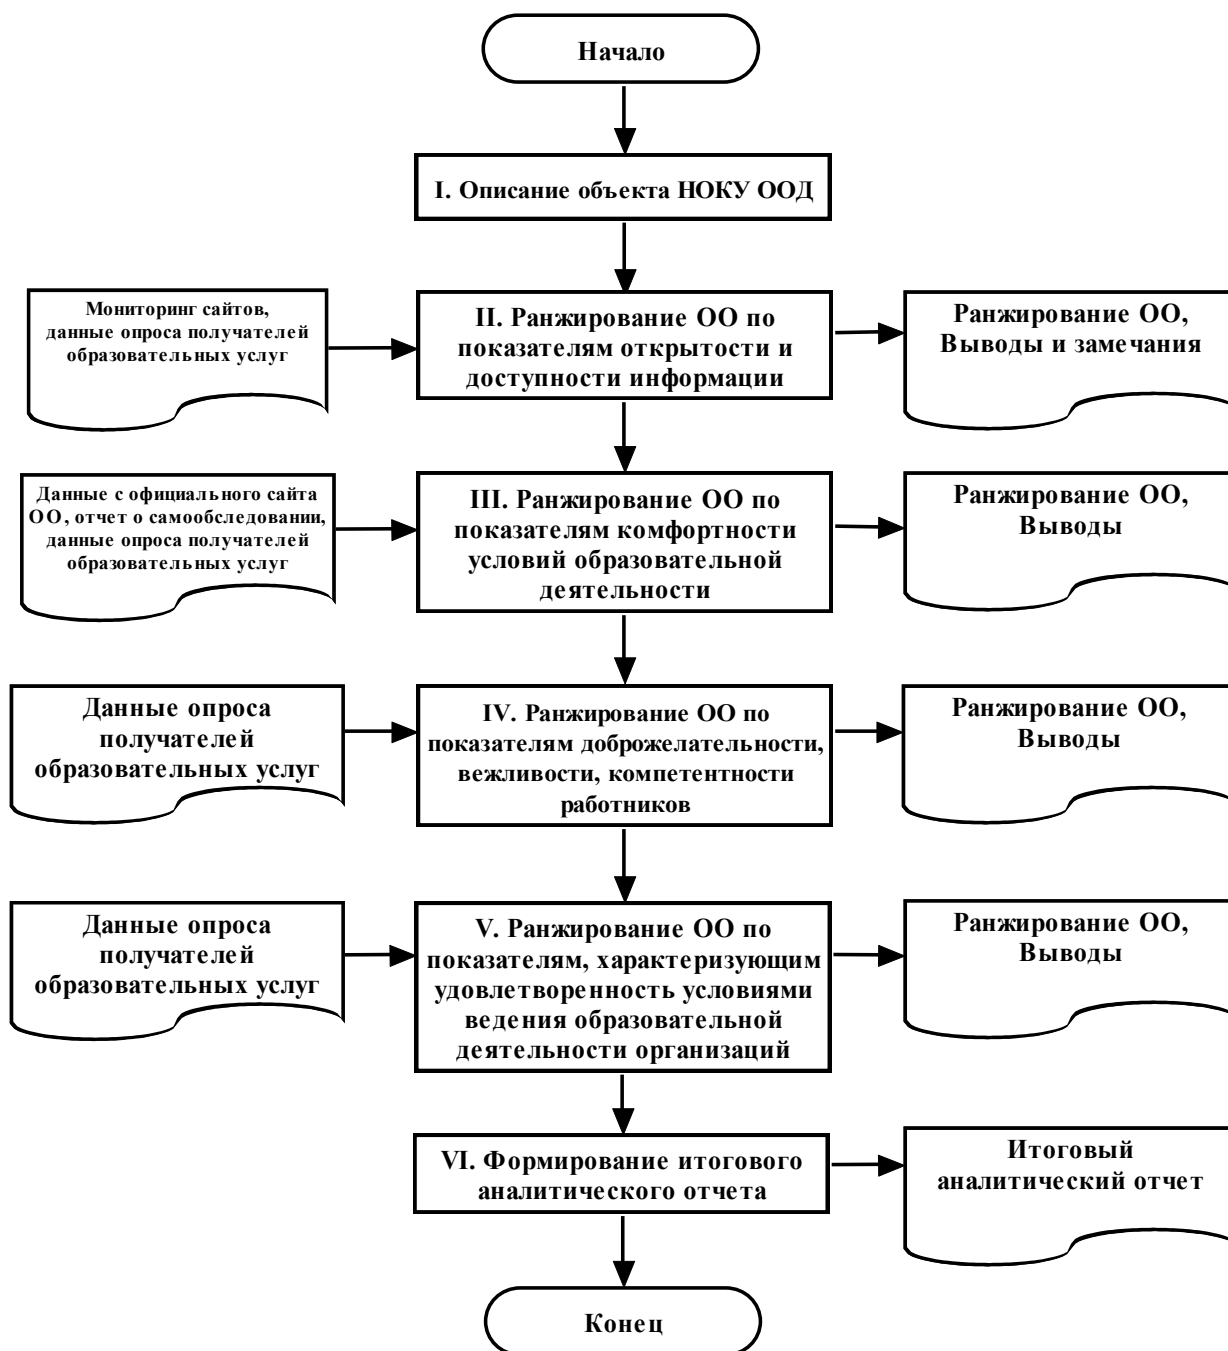 Начало
I. Описание объекта НОКУ ООД
Мониторинг сайтов,
данные опроса получателей
образовательных услуг
II. Ранжирование ОО по
показателям открытости и
доступности информации
Ранжирование ОО,
Выводы и замечания
Данные с официального сайта
ОО, отчет о самообследовании,
данные опроса получателей
образовательных услуг
III. Ранжирование ОО по
показателям комфортности
условий образовательной
деятельности
Ранжирование ОО,
Выводы
Данные опроса
получателей
образовательных услуг
IV. Ранжирование ОО по
показателям доброжелательности,
вежливости, компетентности
работников
Ранжирование ОО,
Выводы
Данные опроса
получателей
образовательных услуг
V. Ранжирование ОО по
показателям, характеризующим
удовлетворенность условиями
ведения образовательной
деятельности организаций
Ранжирование ОО,
Выводы
VI. Формирование итогового
аналитического отчета
Итоговый
аналитический отчет
Конец